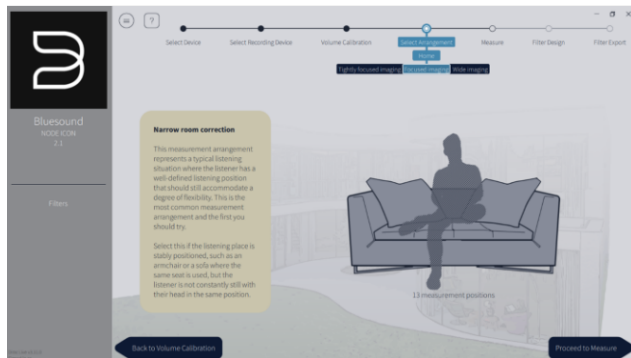 Select Device
Select Recording Device
Volume Calibration
Select Arrangement
Measure
Filter Design
Filter Export
Home
Tightly focused imaging
Focused imaging
Wide imaging
Bluesound
NODE ICON
2.1
Filters
Narrow room correction
This measurement arrangement
represents a typical listening
situation where the listener has a
well-defined listening position
that should still accommodate a
degree of flexibility. This is the
most common measurement
arrangement and the first you
should try.
Select this if the listening place is
stably positioned, such as an
armchair or a sofa where the
same seat is used, but the
listener is not constantly still with
their head in the same position.
13 measurement positions
Back to Volume Calibration
Proceed to Measure